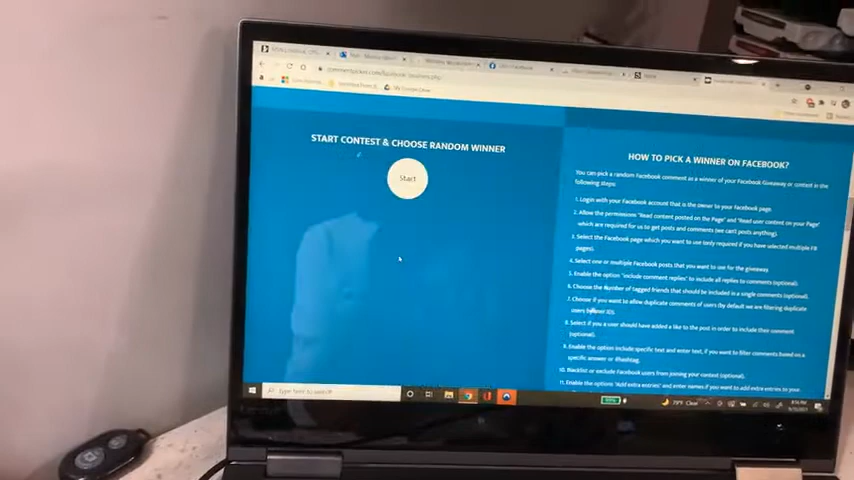 START CONTEST & CHOOSE RANDOM WINNER
Start
HOW TO PICK A WINNER ON FACEBOOK?
You can pick a random Facebook comment as a winner of your Facebook Giveaway or contest in the
following steps:
1. Login with your Facebook account that is the owner to your Facebook page.
2. Allow the permissions "Read content posted on the Page" and "Read user content on your Page"
which are required for us to get posts and comments (we can't posts anything).
3. Select the Facebook page which you want to use (only required if you have selected multiple FB
pages).
4. Select one or multiple Facebook posts that you want to use for the giveaway
5. Enable the option "include comment replies" to include all replies to comments (optional).
6. Choose the number of tagged friends that should be included in a single comments (optional).
7. Choose if you want to allow duplicate comments of users (by default we are filtering duplicate
users by user IDs.
8. Select if a user should have added a like to the post in order to include their comment
(optional).
9. Enable the option include specific text and enter text, if you want to filter comments based on a
specific answer or #hashtag.
10. Blacklist or exclude Facebook users from joining your contest (optional).
11. Enable the options "Add extra entries" and enter names if you want to add extra entries to your
Type here to search
79°F Clear